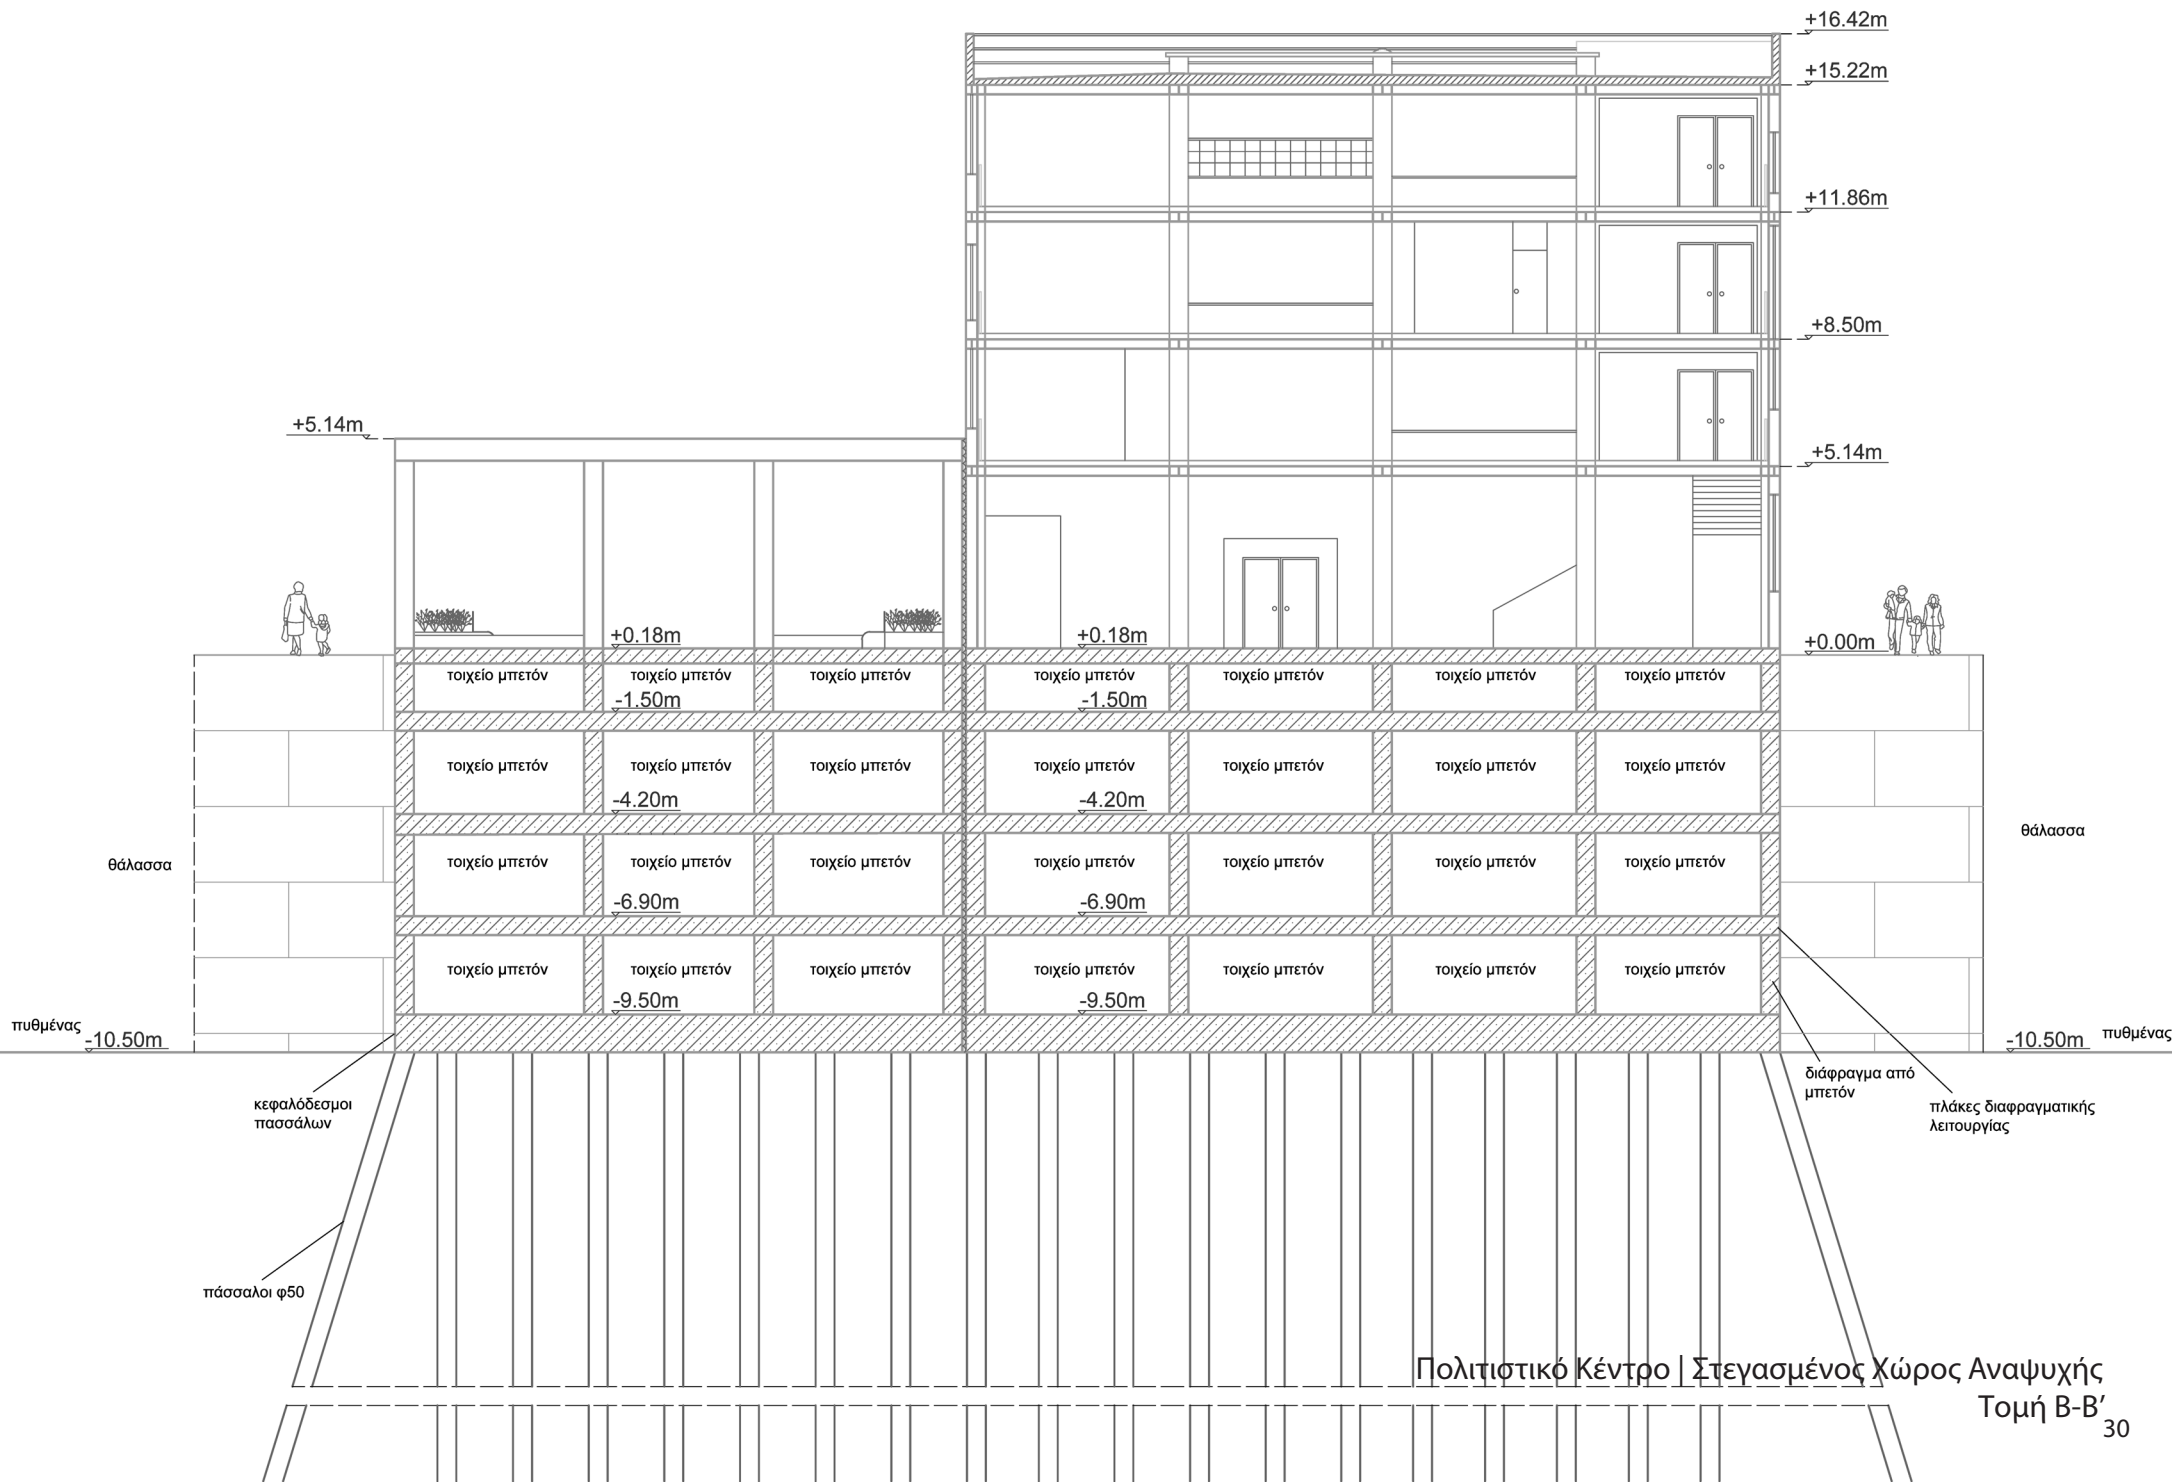 +16.42m
+15.22m
+11.86m
+8.50m
+5.14m
+5.14m
+0.18m
+0.18m
+0.00m
τοιχείο μπετόν τοιχείο μπετόν τοιχείο μπετόν τοιχείο μπετόν τοιχείο μπετόν τοιχείο μπετόν τοιχείο μπετόν
-1.50m
-1.50m
τοιχείο μπετόν τοιχείο μπετόν τοιχείο μπετόν τοιχείο μπετόν τοιχείο μπετόν τοιχείο μπετόν τοιχείο μπετόν
-4.20m
-4.20m
θάλασσα
θάλασσα
τοιχείο μπετόν τοιχείο μπετόν τοιχείο μπετόν τοιχείο μπετόν τοιχείο μπετόν τοιχείο μπετόν τοιχείο μπετόν
-6.90m
-6.90m
τοιχείο μπετόν τοιχείο μπετόν τοιχείο μπετόν τοιχείο μπετόν τοιχείο μπετόν τοιχείο μπετόν τοιχείο μπετόν
-9.50m
-9.50m
πυθμένας
-10.50m
-10.50m
πυθμένας
κεφαλόδεσμοι
πασσάλων
διάφραγμα από
μπετόν
πλάκες διαφραγματικής
λειτουργίας
πάσσαλοι φ50
Πολιτιστικό Κέντρο | Στεγασμένος Χώρος Αναψυχής
Τομή Β-Β’
30